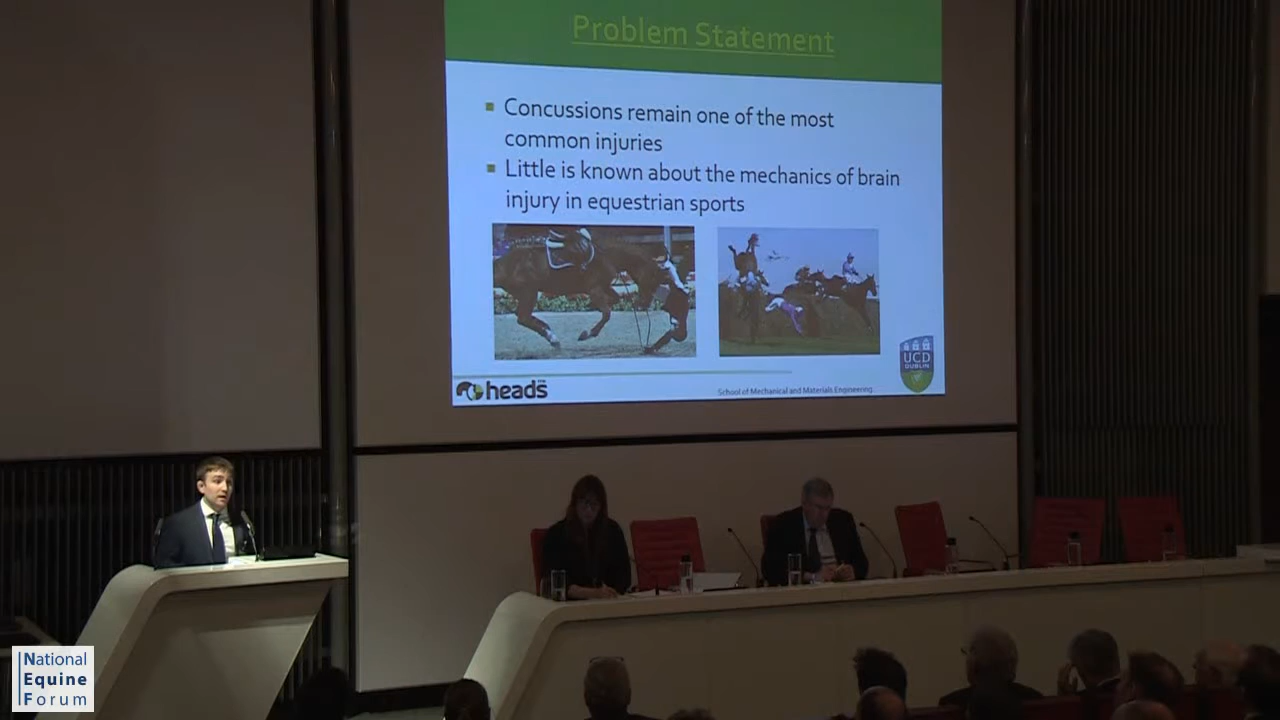 Problem Statement
Concussions remain one of the most
common injuries
Little is known about the mechanics of brain
injury in equestrian sports
heads
School of Mechanical and Materials Engineering
UCD
DUBLIN
National
Equine
Forum